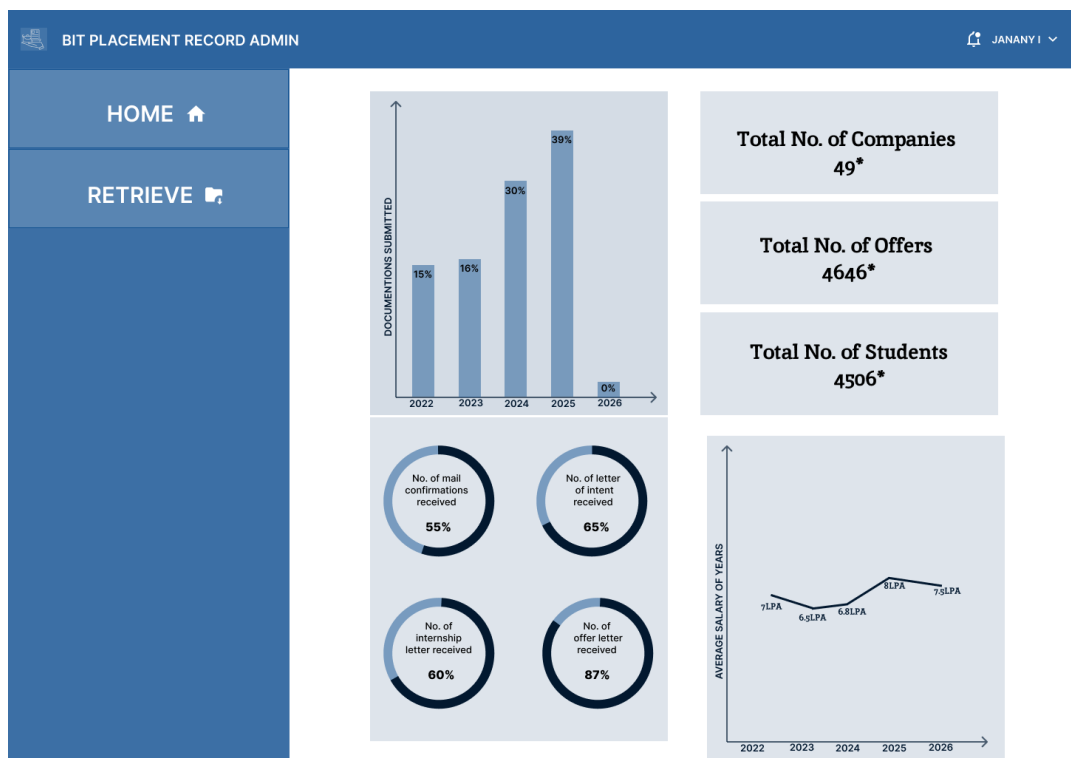 BIT PLACEMENT RECORD ADMIN
JANANY I
HOME
RETRIEVE
DOCUMENTIONS SUBMITTED
15%
16%
30%
39%
0%
2022
2023
2024
2025
2026
Total No. of Companies
49*
Total No. of Offers
4646*
Total No. of Students
4506*
No. of mail
confirmations
received
55%
No. of letter
of intent
received
65%
No. of
internship
letter received
60%
No. of
offer letter
received
87%
AVERAGE SALARY OF YEARS
7LPA
6.5LPA
6.8LPA
8LPA
7.5LPA
2022
2023
2024
2025
2026